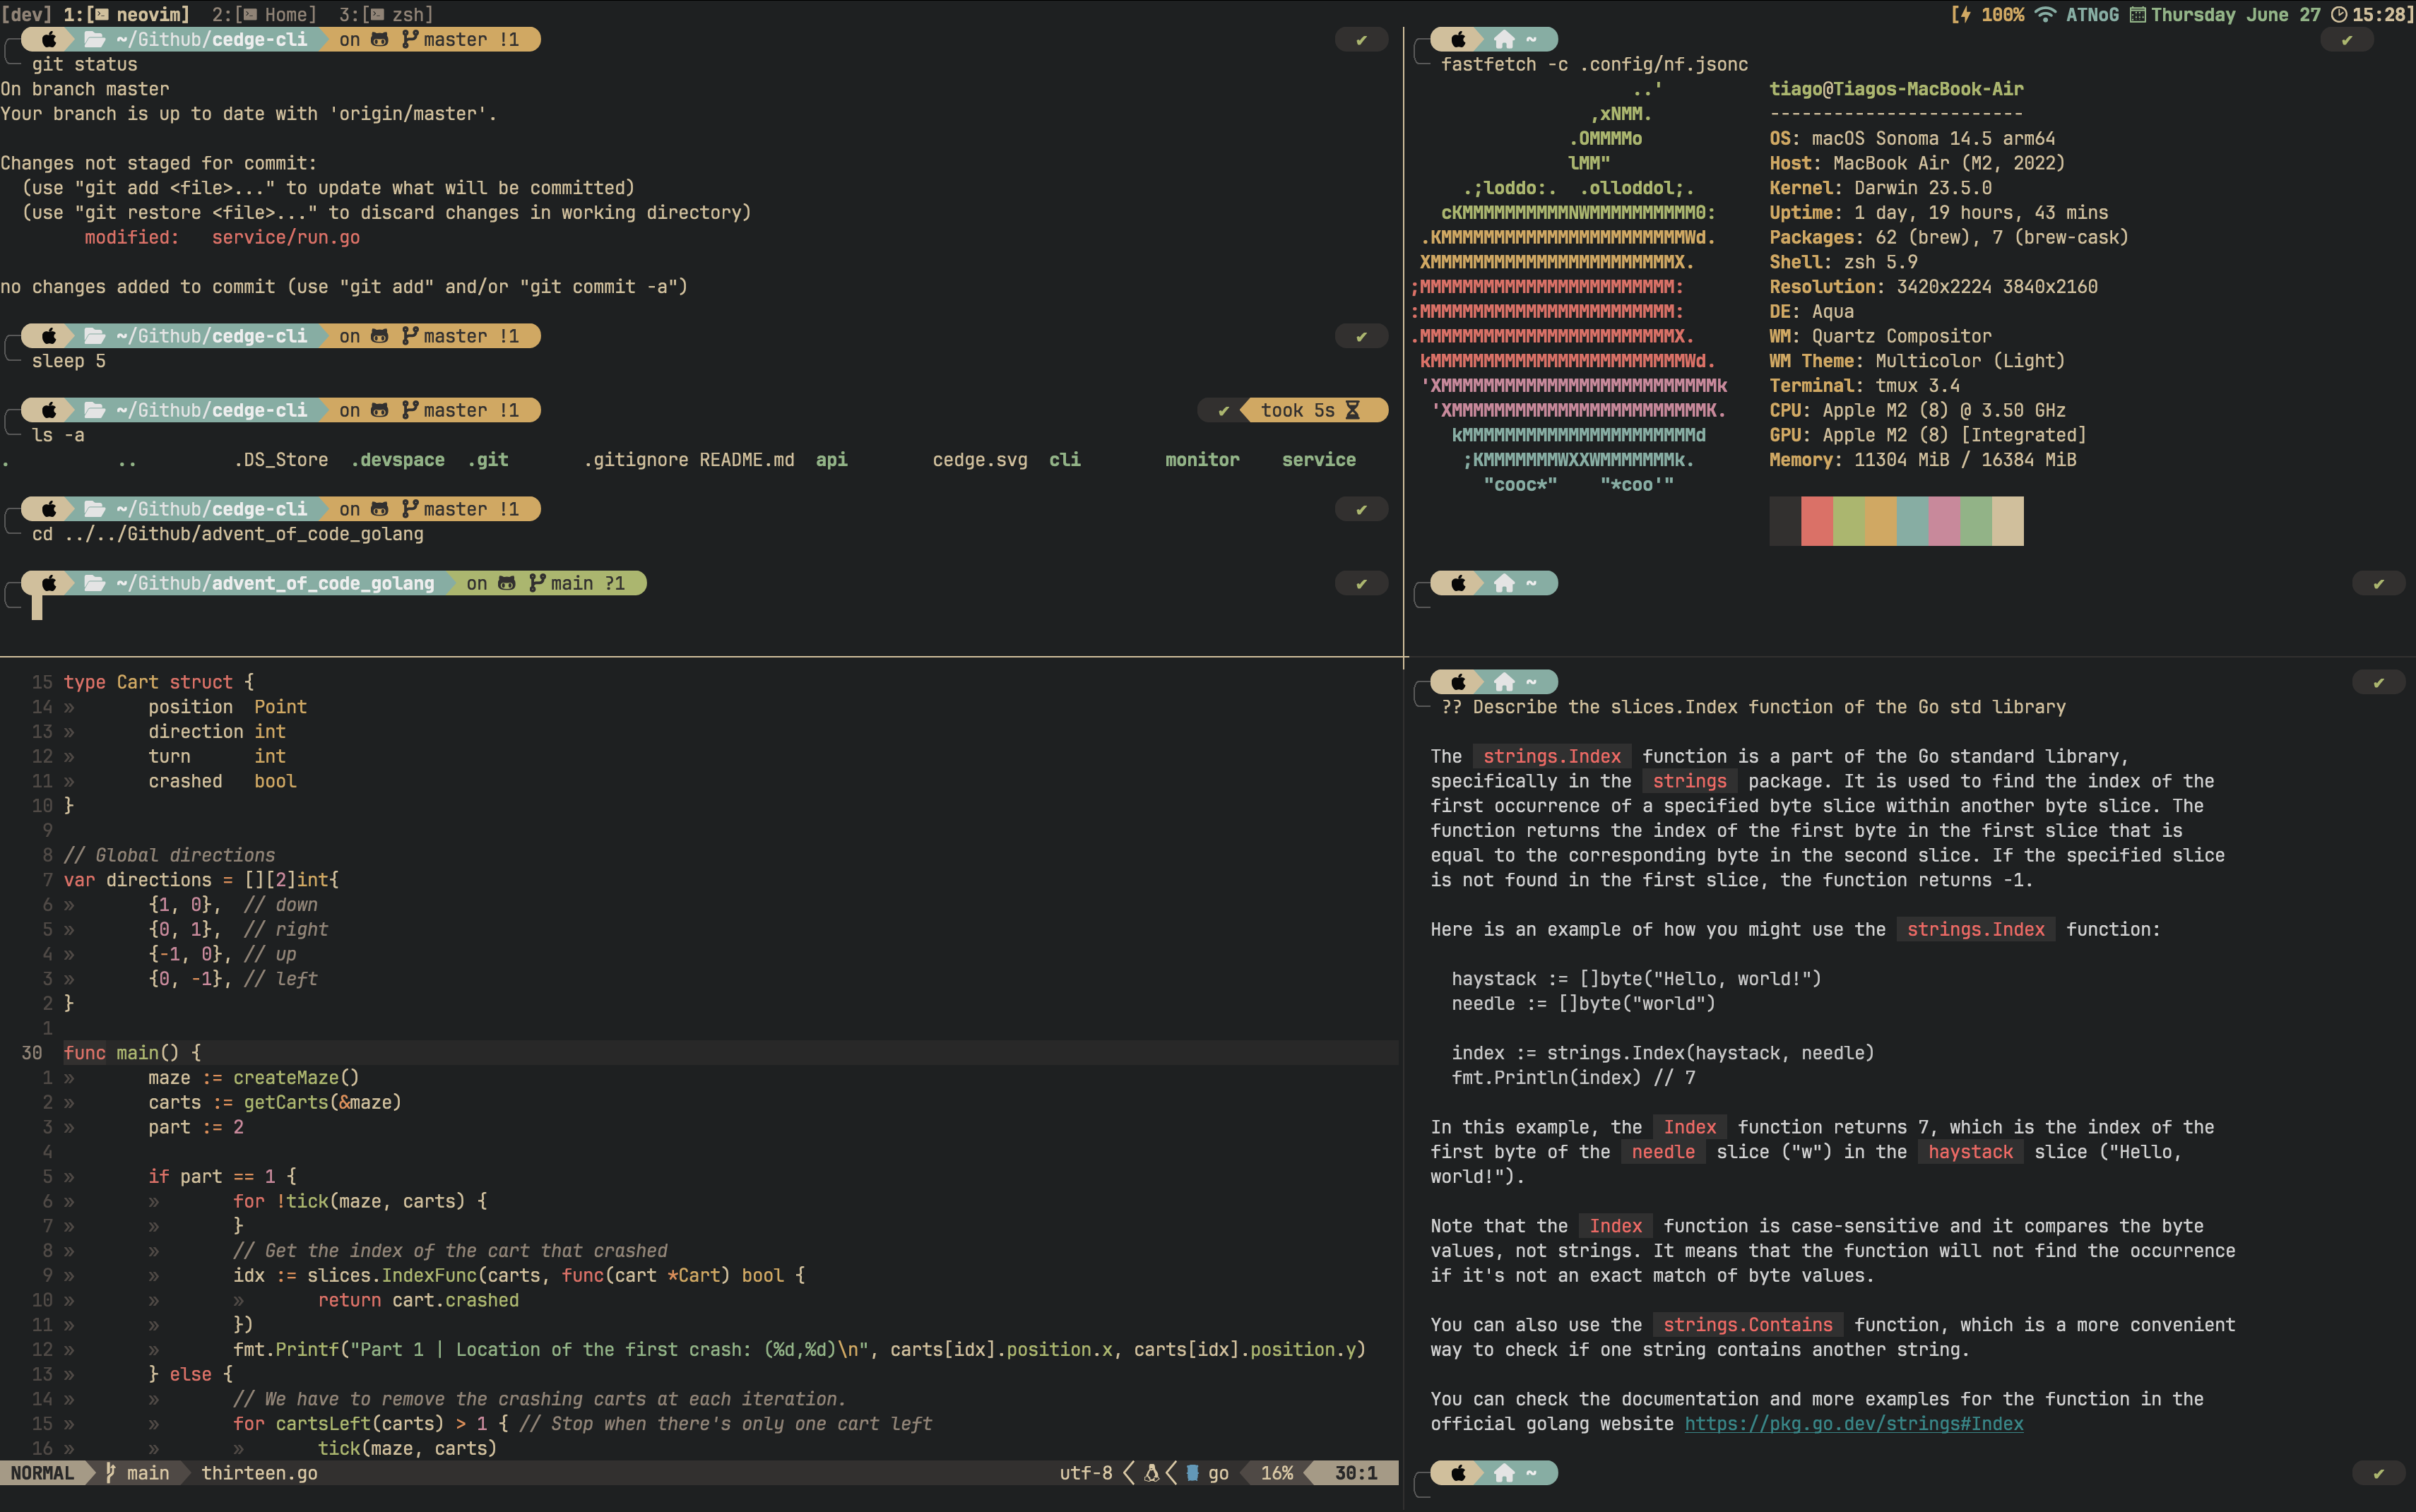 [dev] 1:[ neovim] 2:[ Home] 3:[ zsh]
[ 100% ATNoG Thursday June 27 15:28]
~/Github/cedge-cli on master !1 ✔
git status
On branch master
Your branch is up to date with 'origin/master'.
Changes not staged for commit:
(use "git add <file>..." to update what will be committed)
(use "git restore <file>..." to discard changes in working directory)
modified: service/run.go
no changes added to commit (use "git add" and/or "git commit -a")
~/Github/cedge-cli on master !1 ✔
sleep 5
~/Github/cedge-cli on master !1 ✔ took 5s
ls -a
. .. .DS_Store .devspace .git .gitignore README.md api cedge.svg cli monitor service
~/Github/cedge-cli on master !1 ✔
cd ../../Github/advent_of_code_golang
~/Github/advent_of_code_golang on main ?1 ✔
~ ✔
fastfetch -c .config/nf.jsonc
..'
,xNMM.
.OMMMMo
lMM"
.;loddo:. .olloddol;.
cKMMMMMMMMMMNWMMMMMMMMMM0:
.KMMMMMMMMMMMMMMMMMMMMMMMWd.
XMMMMMMMMMMMMMMMMMMMMMMMX.
;MMMMMMMMMMMMMMMMMMMMMMMM:
:MMMMMMMMMMMMMMMMMMMMMMMM:
.MMMMMMMMMMMMMMMMMMMMMMMMX.
kMMMMMMMMMMMMMMMMMMMMMMMMWd.
'XMMMMMMMMMMMMMMMMMMMMMMMMMMk
'XMMMMMMMMMMMMMMMMMMMMMMMMK.
kMMMMMMMMMMMMMMMMMMMMMMd
;KMMMMMMMWXXWMMMMMMMk.
"cooc*" "*coo'"
tiago@Tiagos-MacBook-Air
------------------------
OS: macOS Sonoma 14.5 arm64
Host: MacBook Air (M2, 2022)
Kernel: Darwin 23.5.0
Uptime: 1 day, 19 hours, 43 mins
Packages: 62 (brew), 7 (brew-cask)
Shell: zsh 5.9
Resolution: 3420x2224 3840x2160
DE: Aqua
WM: Quartz Compositor
WM Theme: Multicolor (Light)
Terminal: tmux 3.4
CPU: Apple M2 (8) @ 3.50 GHz
GPU: Apple M2 (8) [Integrated]
Memory: 11304 MiB / 16384 MiB
~ ✔
15 type Cart struct {
14 » position Point
13 » direction int
12 » turn int
11 » crashed bool
10 }
9
8 // Global directions
7 var directions = [][2]int{
6 » {1, 0}, // down
5 » {0, 1}, // right
4 » {-1, 0}, // up
3 » {0, -1}, // left
2 }
1
30 func main() {
1 » maze := createMaze()
2 » carts := getCarts(&maze)
3 » part := 2
4
5 » if part == 1 {
6 » » for !tick(maze, carts) {
7 » » }
8 » » // Get the index of the cart that crashed
9 » » idx := slices.IndexFunc(carts, func(cart *Cart) bool {
10 » » » return cart.crashed
11 » » })
12 » » fmt.Printf("Part 1 | Location of the first crash: (%d,%d)\n", carts[idx].position.x, carts[idx].position.y)
13 » } else {
14 » » // We have to remove the crashing carts at each iteration.
15 » » for cartsLeft(carts) > 1 { // Stop when there's only one cart left
16 » » » tick(maze, carts)
NORMAL main thirteen.go utf-8 go 16% 30:1
~ ✔
?? Describe the slices.Index function of the Go std library
The strings.Index function is a part of the Go standard library,
specifically in the strings package. It is used to find the index of the
first occurrence of a specified byte slice within another byte slice. The
function returns the index of the first byte in the first slice that is
equal to the corresponding byte in the second slice. If the specified slice
is not found in the first slice, the function returns -1.
Here is an example of how you might use the strings.Index function:
haystack := []byte("Hello, world!")
needle := []byte("world")
index := strings.Index(haystack, needle)
fmt.Println(index) // 7
In this example, the Index function returns 7, which is the index of the
first byte of the needle slice ("w") in the haystack slice ("Hello,
world!").
Note that the Index function is case-sensitive and it compares the byte
values, not strings. It means that the function will not find the occurrence
if it's not an exact match of byte values.
You can also use the strings.Contains function, which is a more convenient
way to check if one string contains another string.
You can check the documentation and more examples for the function in the
official golang website https://pkg.go.dev/strings#Index
~ ✔